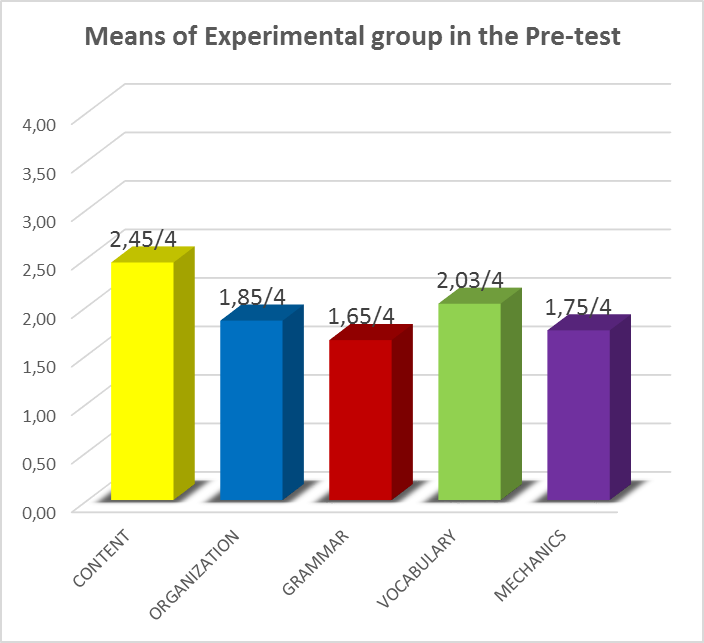 Means of Experimental group in the Pre-test
4,00
3,50
3,00
2,50
2,00
1,50
1,00
0,50
0,00
2,45/4
1,85/4
1,65/4
2,03/4
1,75/4
CONTENT
ORGANIZATION
GRAMMAR
VOCABULARY
MECHANICS